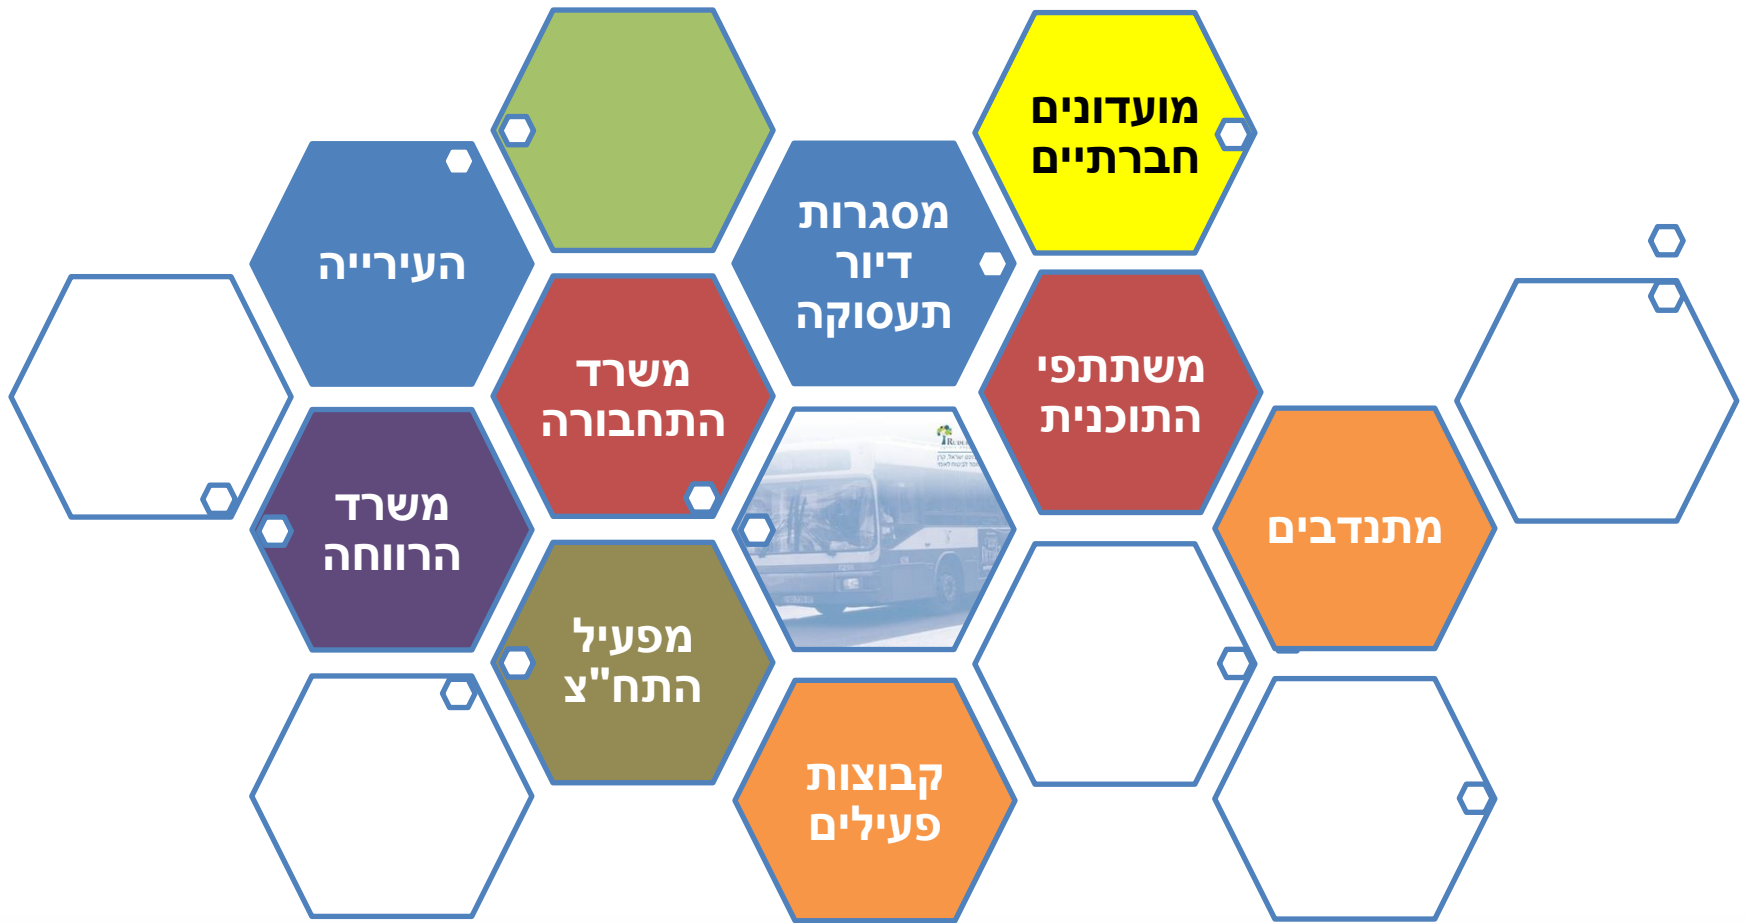 מועדונים
חברתיים
מסגרות
דיור
תעסוקה
העירייה
משתתפי
התוכנית
משרד
התחבורה
מתנדבים
משרד
הרווחה
מפעיל
התח"צ
קבוצות
פעילים